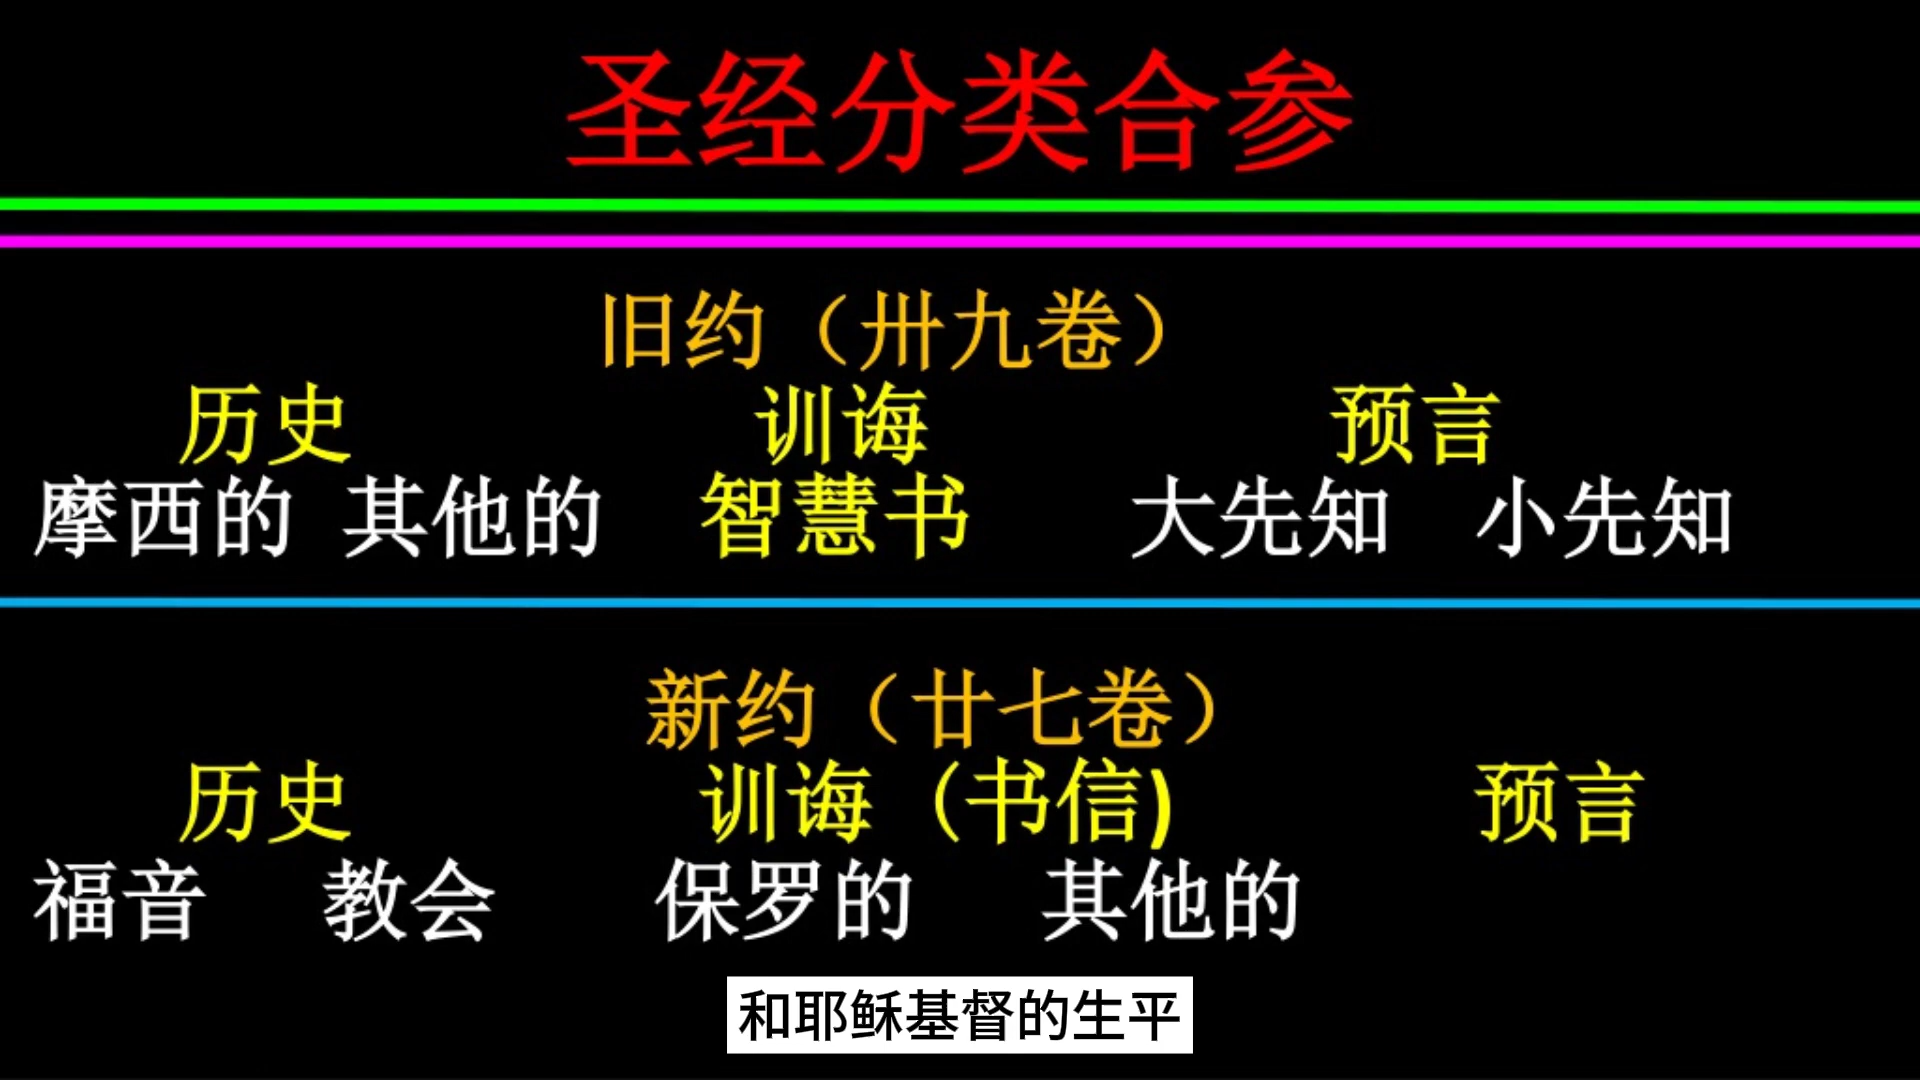 圣经分类合参
旧约（卅九卷）
历史 训诲 预言
摩西的 其他的 智慧书 大先知 小先知
新约（廿七卷）
历史 训诲（书信) 预言
福音 教会 保罗的 其他的
和耶稣基督的生平